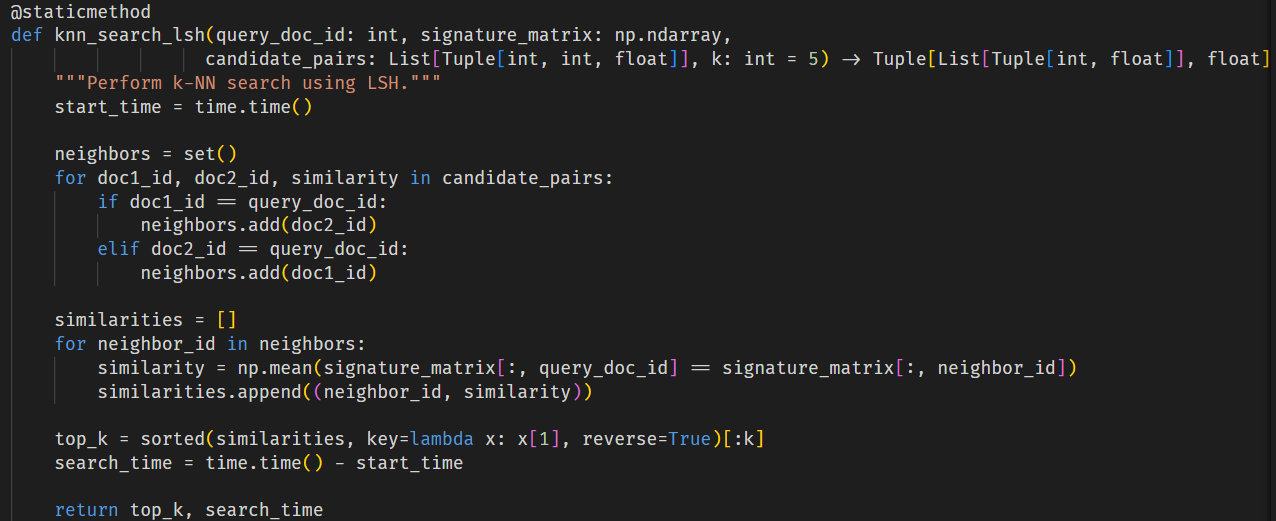 @staticmethod
def knn_search_lsh(query_doc_id: int, signature_matrix: np.ndarray,
                  candidate_pairs: List[Tuple[int, int, float]], k: int = 5) -> Tuple[List[Tuple[int, float]], float]
    """Perform k-NN search using LSH."""
    start_time = time.time()

    neighbors = set()
    for doc1_id, doc2_id, similarity in candidate_pairs:
        if doc1_id == query_doc_id:
            neighbors.add(doc2_id)
        elif doc2_id == query_doc_id:
            neighbors.add(doc1_id)

    similarities = []
    for neighbor_id in neighbors:
        similarity = np.mean(signature_matrix[:, query_doc_id] == signature_matrix[:, neighbor_id])
        similarities.append((neighbor_id, similarity))

    top_k = sorted(similarities, key=lambda x: x[1], reverse=True)[:k]
    search_time = time.time() - start_time

    return top_k, search_time